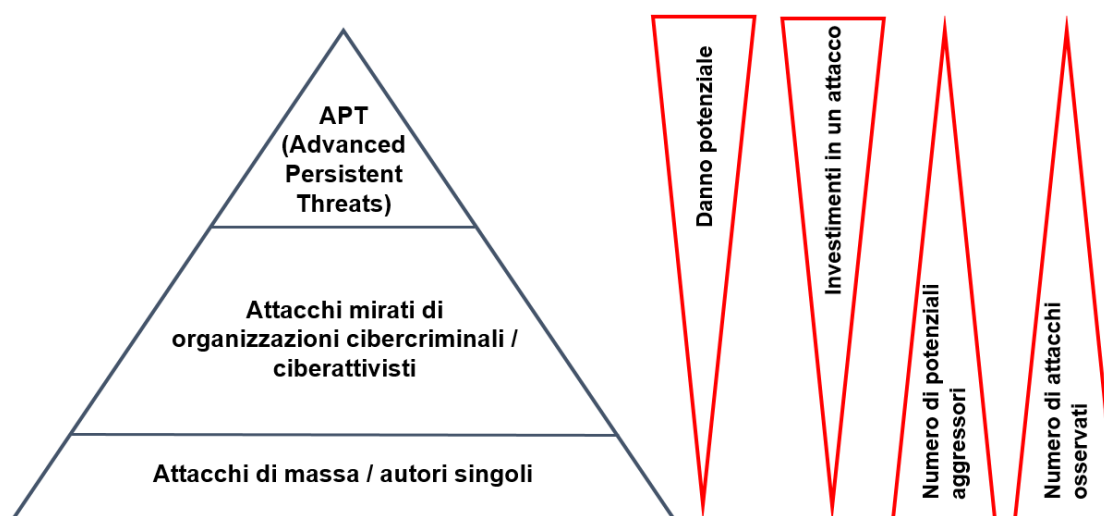 APT
(Advanced
Persistent
Threats)
Attacchi mirati di
organizzazioni cibercriminali /
ciberattivisti
Attacchi di massa / autori singoli
Danno potenziale
Investimenti in un attacco
Numero di potenziali
aggressori
Numero di attacchi
osservati